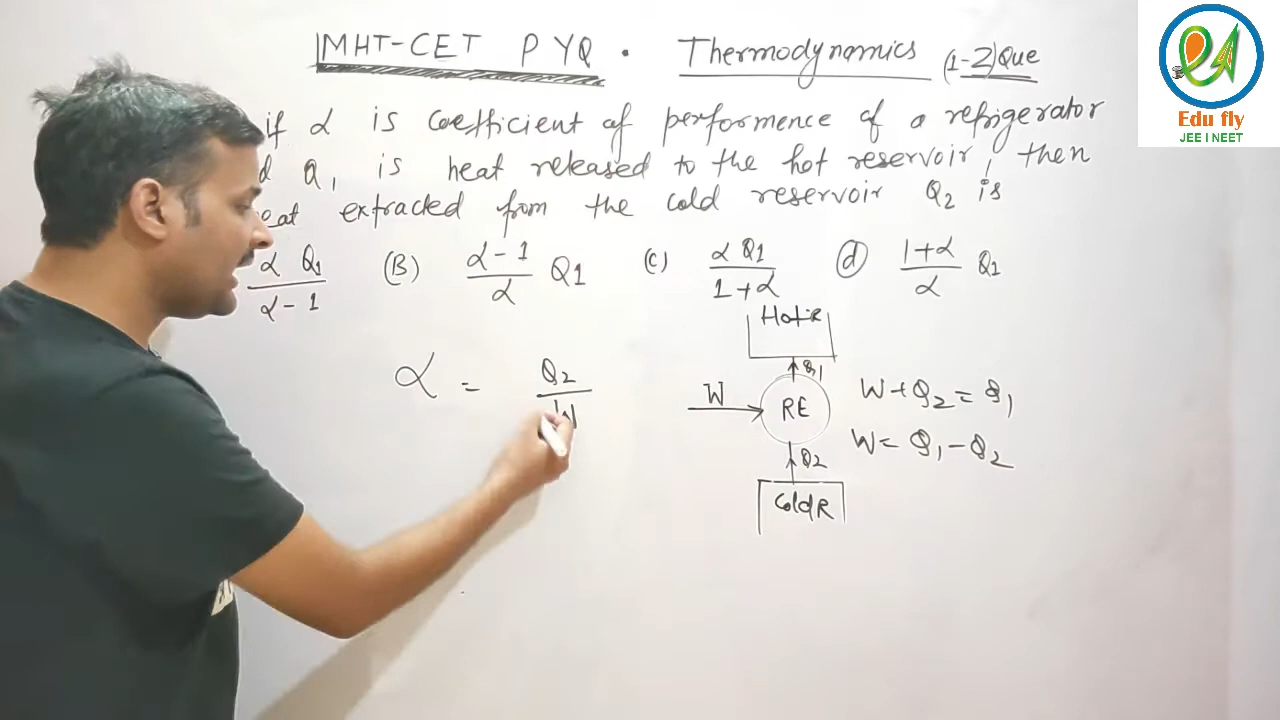 MHT-CET PYQ . Thermodynamics (1-2)Que
Edu fly
JEE I NEET
if α is coefficient of performence of a refrigerator
Q1 is heat released to the hot reservoir, then
eat extracted from the cold reservoir Q2 is
α Q1 / α - 1 (B) α - 1 / α Q1 (C) α Q1 / 1 + α (d) 1 + α / α Q1
Hot R
α = Q2 / W
Q1
W
RE
W + Q2 = Q1
W = Q1 - Q2
Q2
Cold R